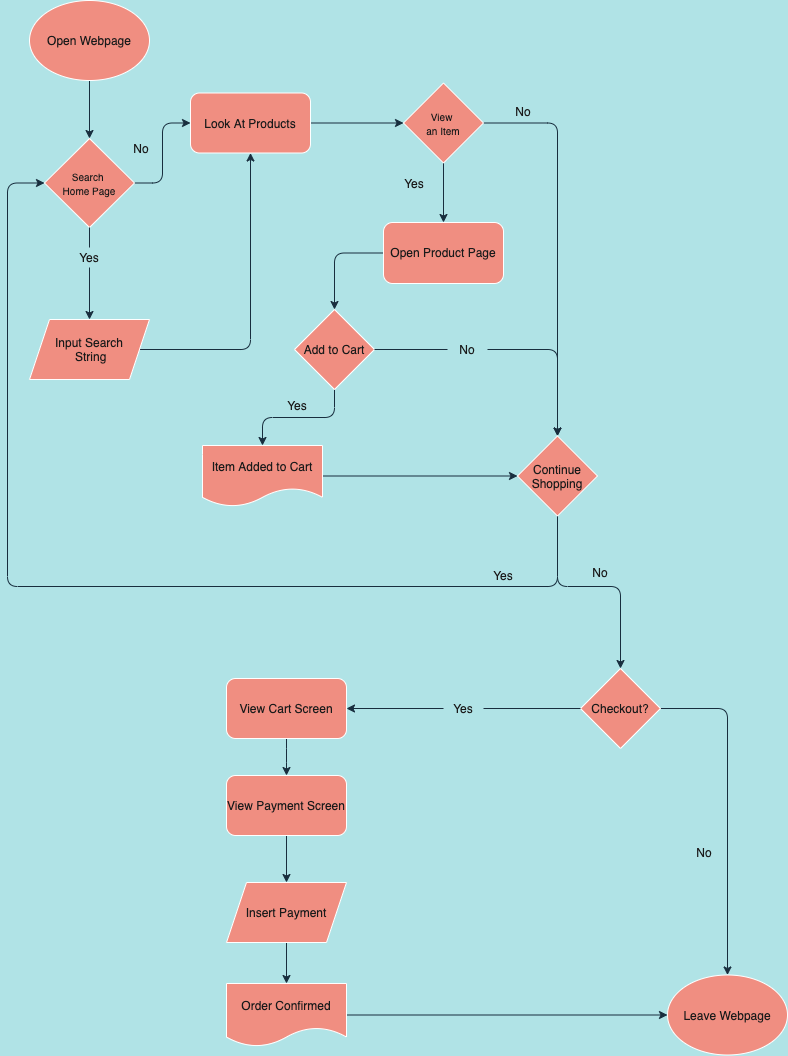 Open Webpage
Look At Products
View
an Item
No
No
Search
Home Page
Yes
Yes
Open Product Page
Input Search
String
Add to Cart
No
Yes
Item Added to Cart
Continue
Shopping
Yes
No
View Cart Screen
Yes
Checkout?
View Payment Screen
No
Insert Payment
Order Confirmed
Leave Webpage